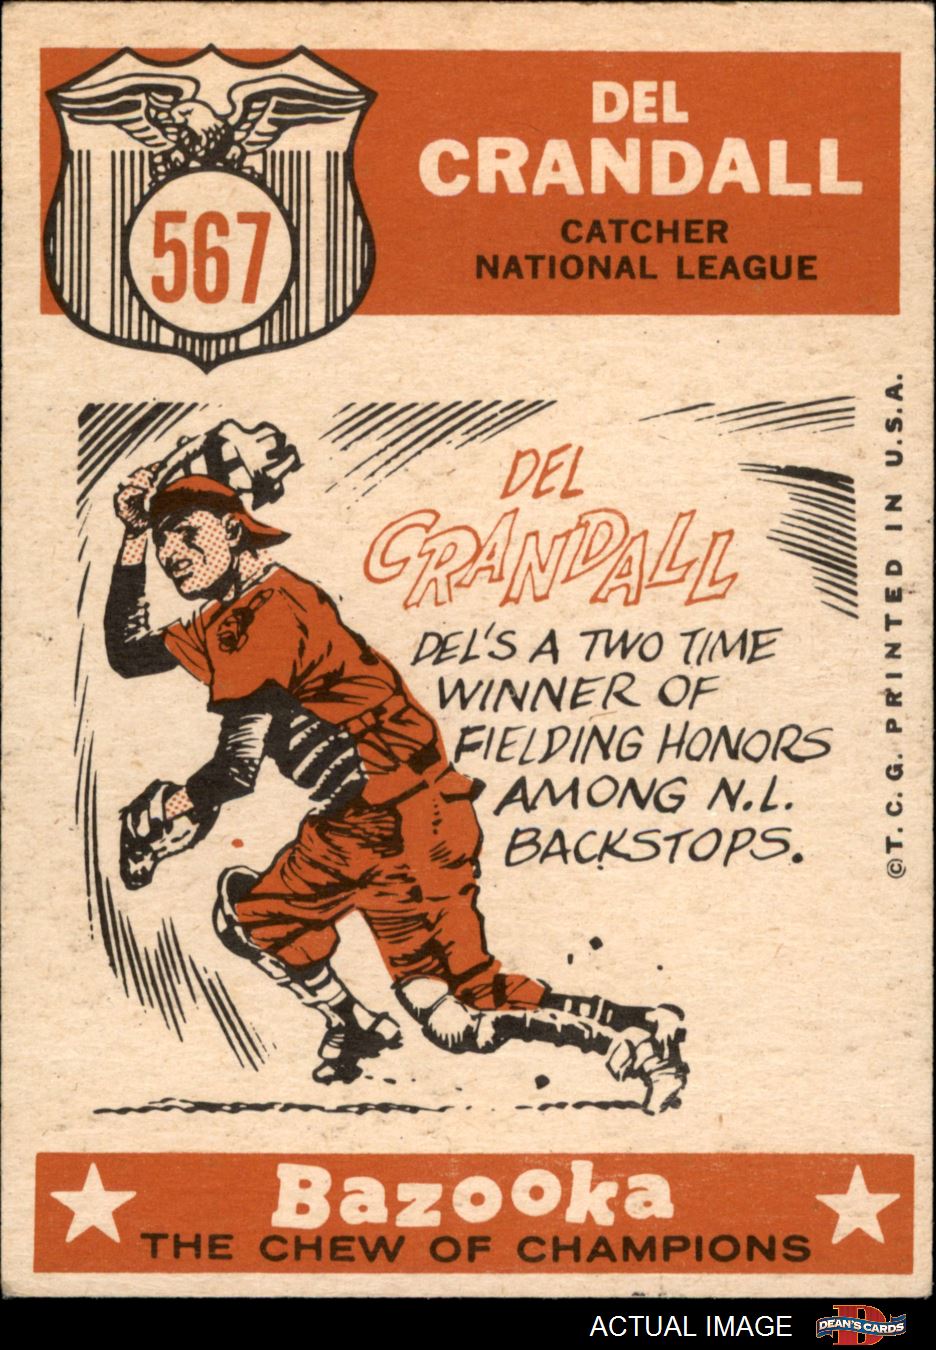 567
DEL
CRANDALL
CATCHER
NATIONAL LEAGUE
DEL
CRANDALL
DEL'S A TWO TIME
WINNER OF
FIELDING HONORS
AMONG N.L.
BACKSTOPS.
©T.C.G. PRINTED IN U.S.A.
Bazooka
THE CHEW OF CHAMPIONS
ACTUAL IMAGE
D
DEAN'S CARDS